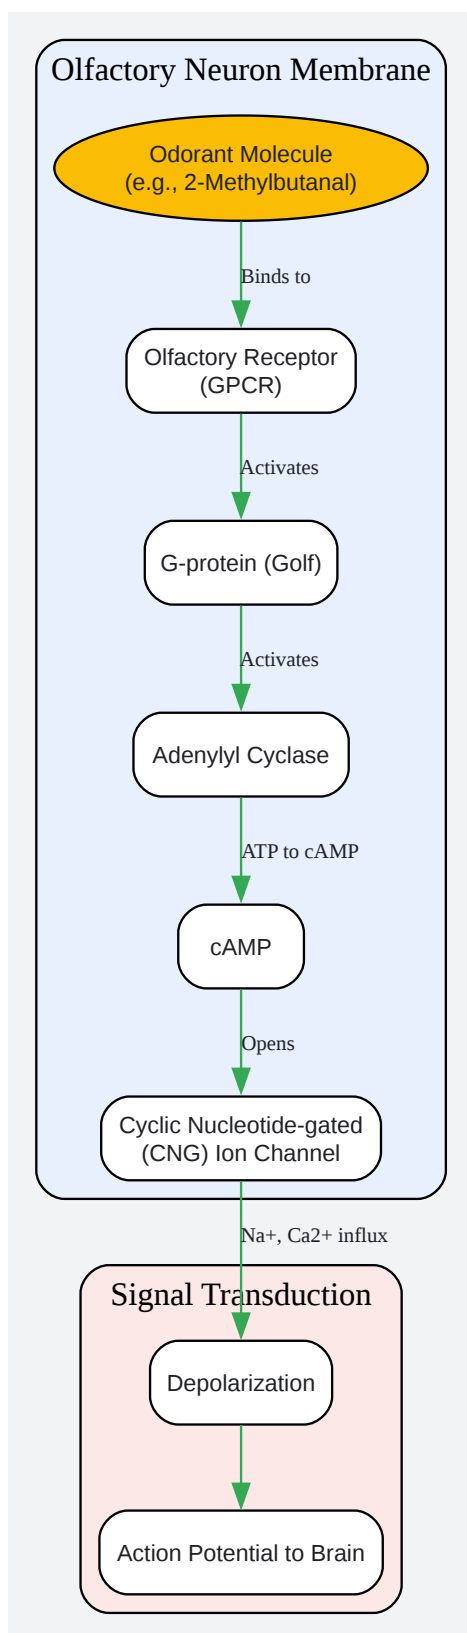 Olfactory Neuron Membrane
Odorant Molecule
(e.g., 2-Methylbutanal)
Binds to
Olfactory Receptor
(GPCR)
Activates
G-protein (Golf)
Activates
Adenylyl Cyclase
ATP to cAMP
cAMP
Opens
Cyclic Nucleotide-gated
(CNG) Ion Channel
Na+, Ca2+ influx
Signal Transduction
Depolarization
Action Potential to Brain